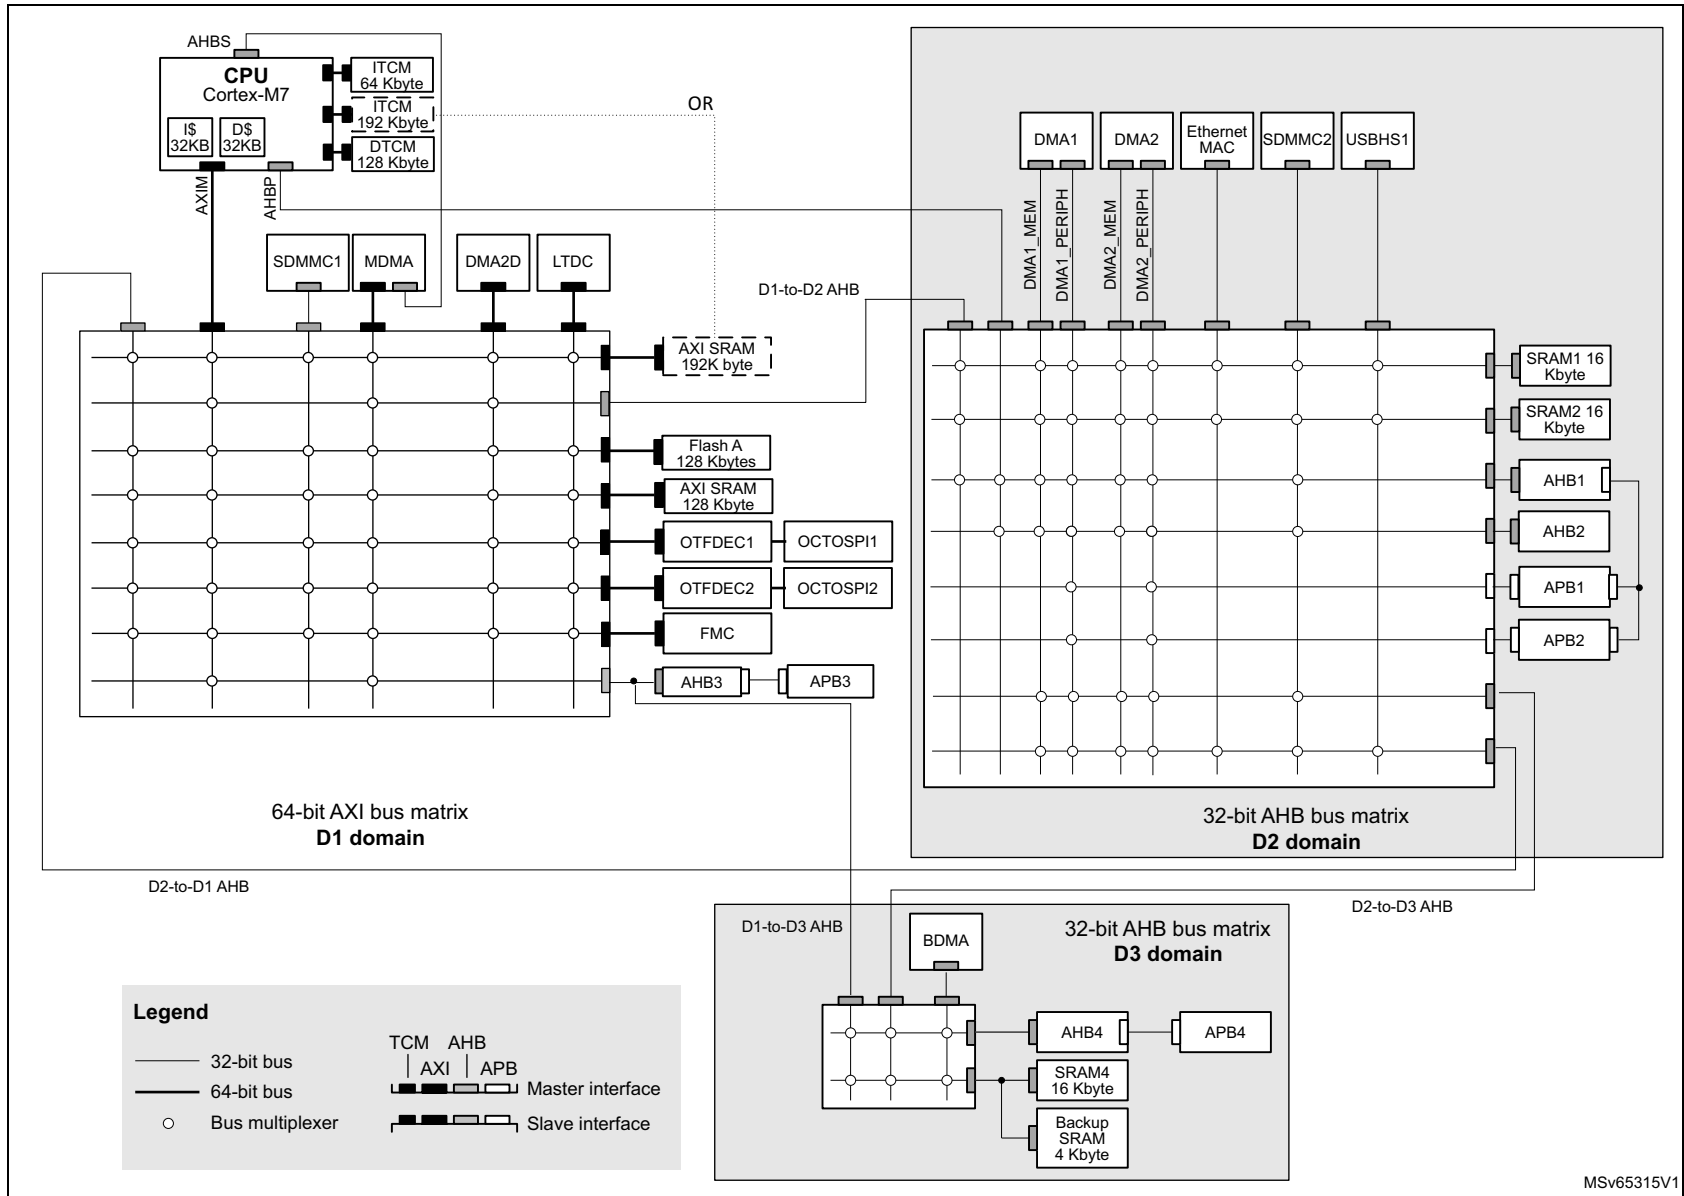 AHBS
CPU
Cortex-M7
I$
32KB
D$
32KB
ITCM
64 Kbyte
ITCM
192 Kbyte
DTCM
128 Kbyte
OR
AXIM
AHBP
SDMMC1
MDMA
DMA2D
LTDC
AXI SRAM
192K byte
Flash A
128 Kbytes
AXI SRAM
128 Kbyte
OTFDEC1
OCTOSPI1
OTFDEC2
OCTOSPI2
FMC
AHB3
APB3
64-bit AXI bus matrix
D1 domain
D1-to-D2 AHB
DMA1
DMA2
Ethernet
MAC
SDMMC2
USBHS1
DMA1_MEM
DMA1_PERIPH
DMA2_MEM
DMA2_PERIPH
SRAM1 16
Kbyte
SRAM2 16
Kbyte
AHB1
AHB2
APB1
APB2
32-bit AHB bus matrix
D2 domain
D2-to-D1 AHB
D2-to-D3 AHB
D1-to-D3 AHB
BDMA
32-bit AHB bus matrix
D3 domain
AHB4
APB4
SRAM4
16 Kbyte
Backup
SRAM
4 Kbyte
Legend
32-bit bus
64-bit bus
Bus multiplexer
TCM
AHB
AXI
APB
Master interface
Slave interface
MSv65315V1